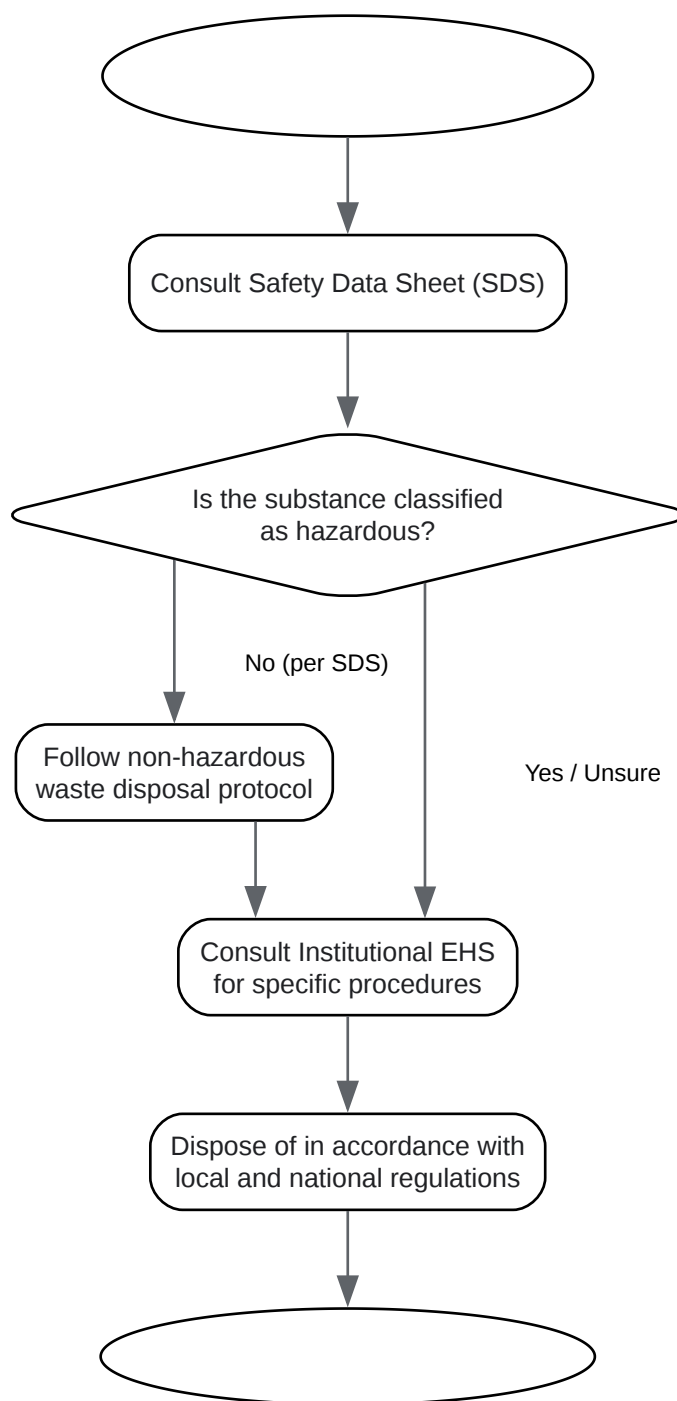 Consult Safety Data Sheet (SDS)
Is the substance classified
as hazardous?
No (per SDS)
Follow non-hazardous
waste disposal protocol
Yes / Unsure
Consult Institutional EHS
for specific procedures
Dispose of in accordance with
local and national regulations